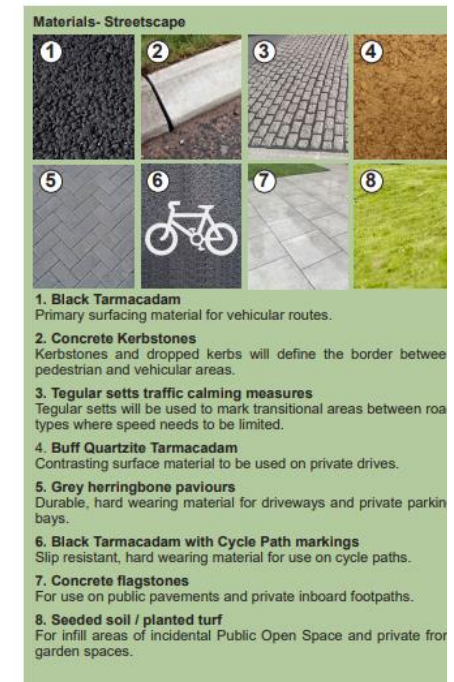 Materials- Streetscape
1 2 3 4
5 6 7 8
1. Black Tarmacadam
Primary surfacing material for vehicular routes.
2. Concrete Kerbstones
Kerbstones and dropped kerbs will define the border betwee
pedestrian and vehicular areas.
3. Tegular setts traffic calming measures
Tegular setts will be used to mark transitional areas between roa
types where speed needs to be limited.
4. Buff Quartzite Tarmacadam
Contrasting surface material to be used on private drives.
5. Grey herringbone paviours
Durable, hard wearing material for driveways and private parkin
bays.
6. Black Tarmacadam with Cycle Path markings
Slip resistant, hard wearing material for use on cycle paths.
7. Concrete flagstones
For use on public pavements and private inboard footpaths.
8. Seeded soil / planted turf
For infill areas of incidental Public Open Space and private fron
garden spaces.